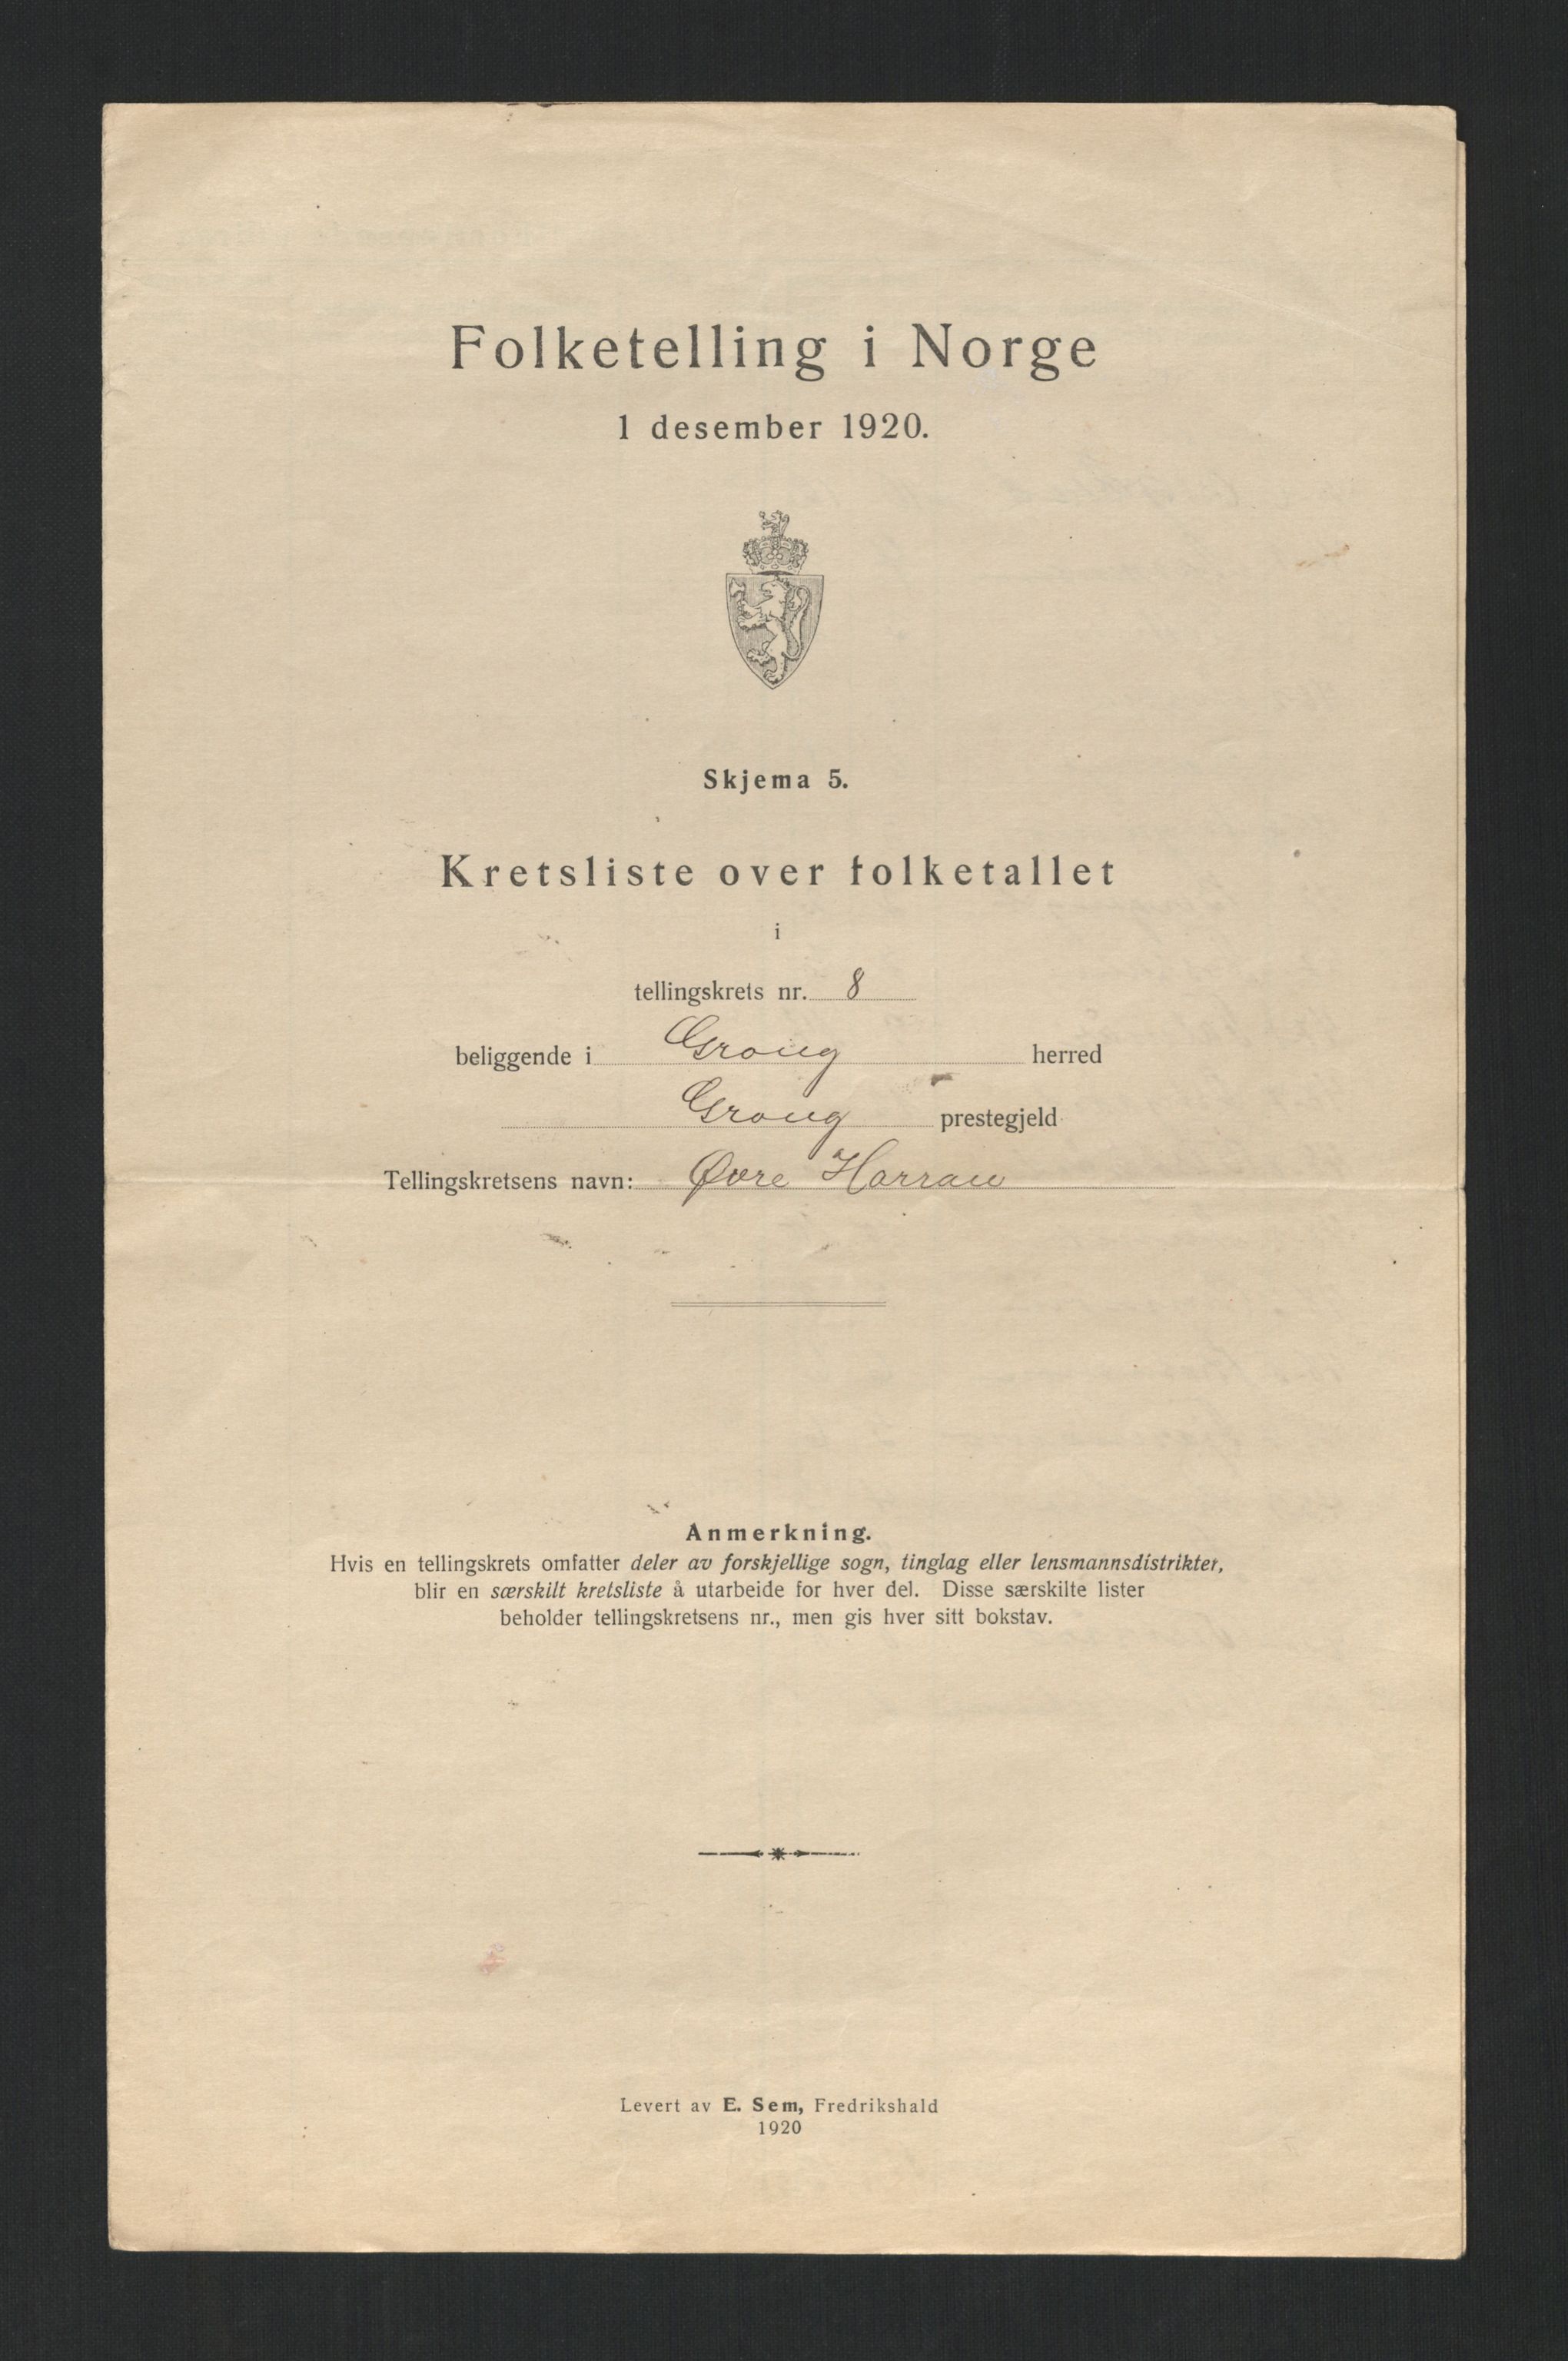 Folketelling i Norge
1 desember 1920.
Skjema 5.
Kretsliste over folketallet
i
tellingskrets nr. 8
beliggende i Grong herred
Grong prestegjeld
Tellingskretsens navn: Øvre Harran
Anmerkning.
Hvis en tellingskrets omfatter deler av forskjellige sogn, tinglag eller lensmannsdistrikter,
blir en særskilt kretsliste å utarbeide for hver del. Disse særskilte lister
beholder tellingskretsens nr., men gis hver sitt bokstav.
Levert av E. Sem, Fredrikshald
1920